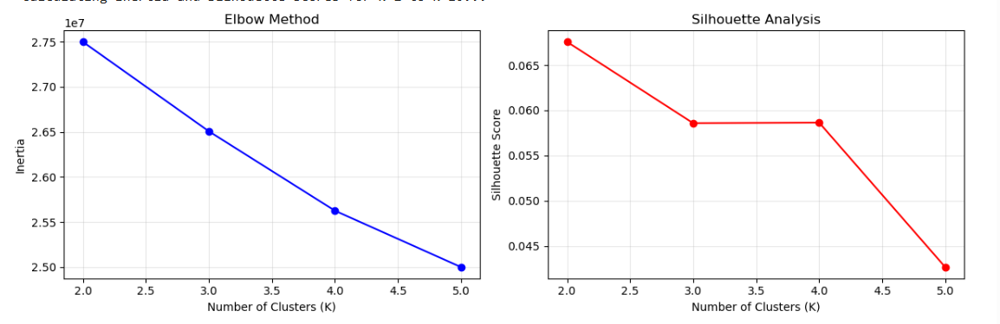 Elbow Method
1e7
2.75
2.70
2.65
2.60
2.55
2.50
Inertia
2.0 2.5 3.0 3.5 4.0 4.5 5.0
Number of Clusters (K)
Silhouette Analysis
0.065
0.060
0.055
0.050
0.045
Silhouette Score
2.0 2.5 3.0 3.5 4.0 4.5 5.0
Number of Clusters (K)